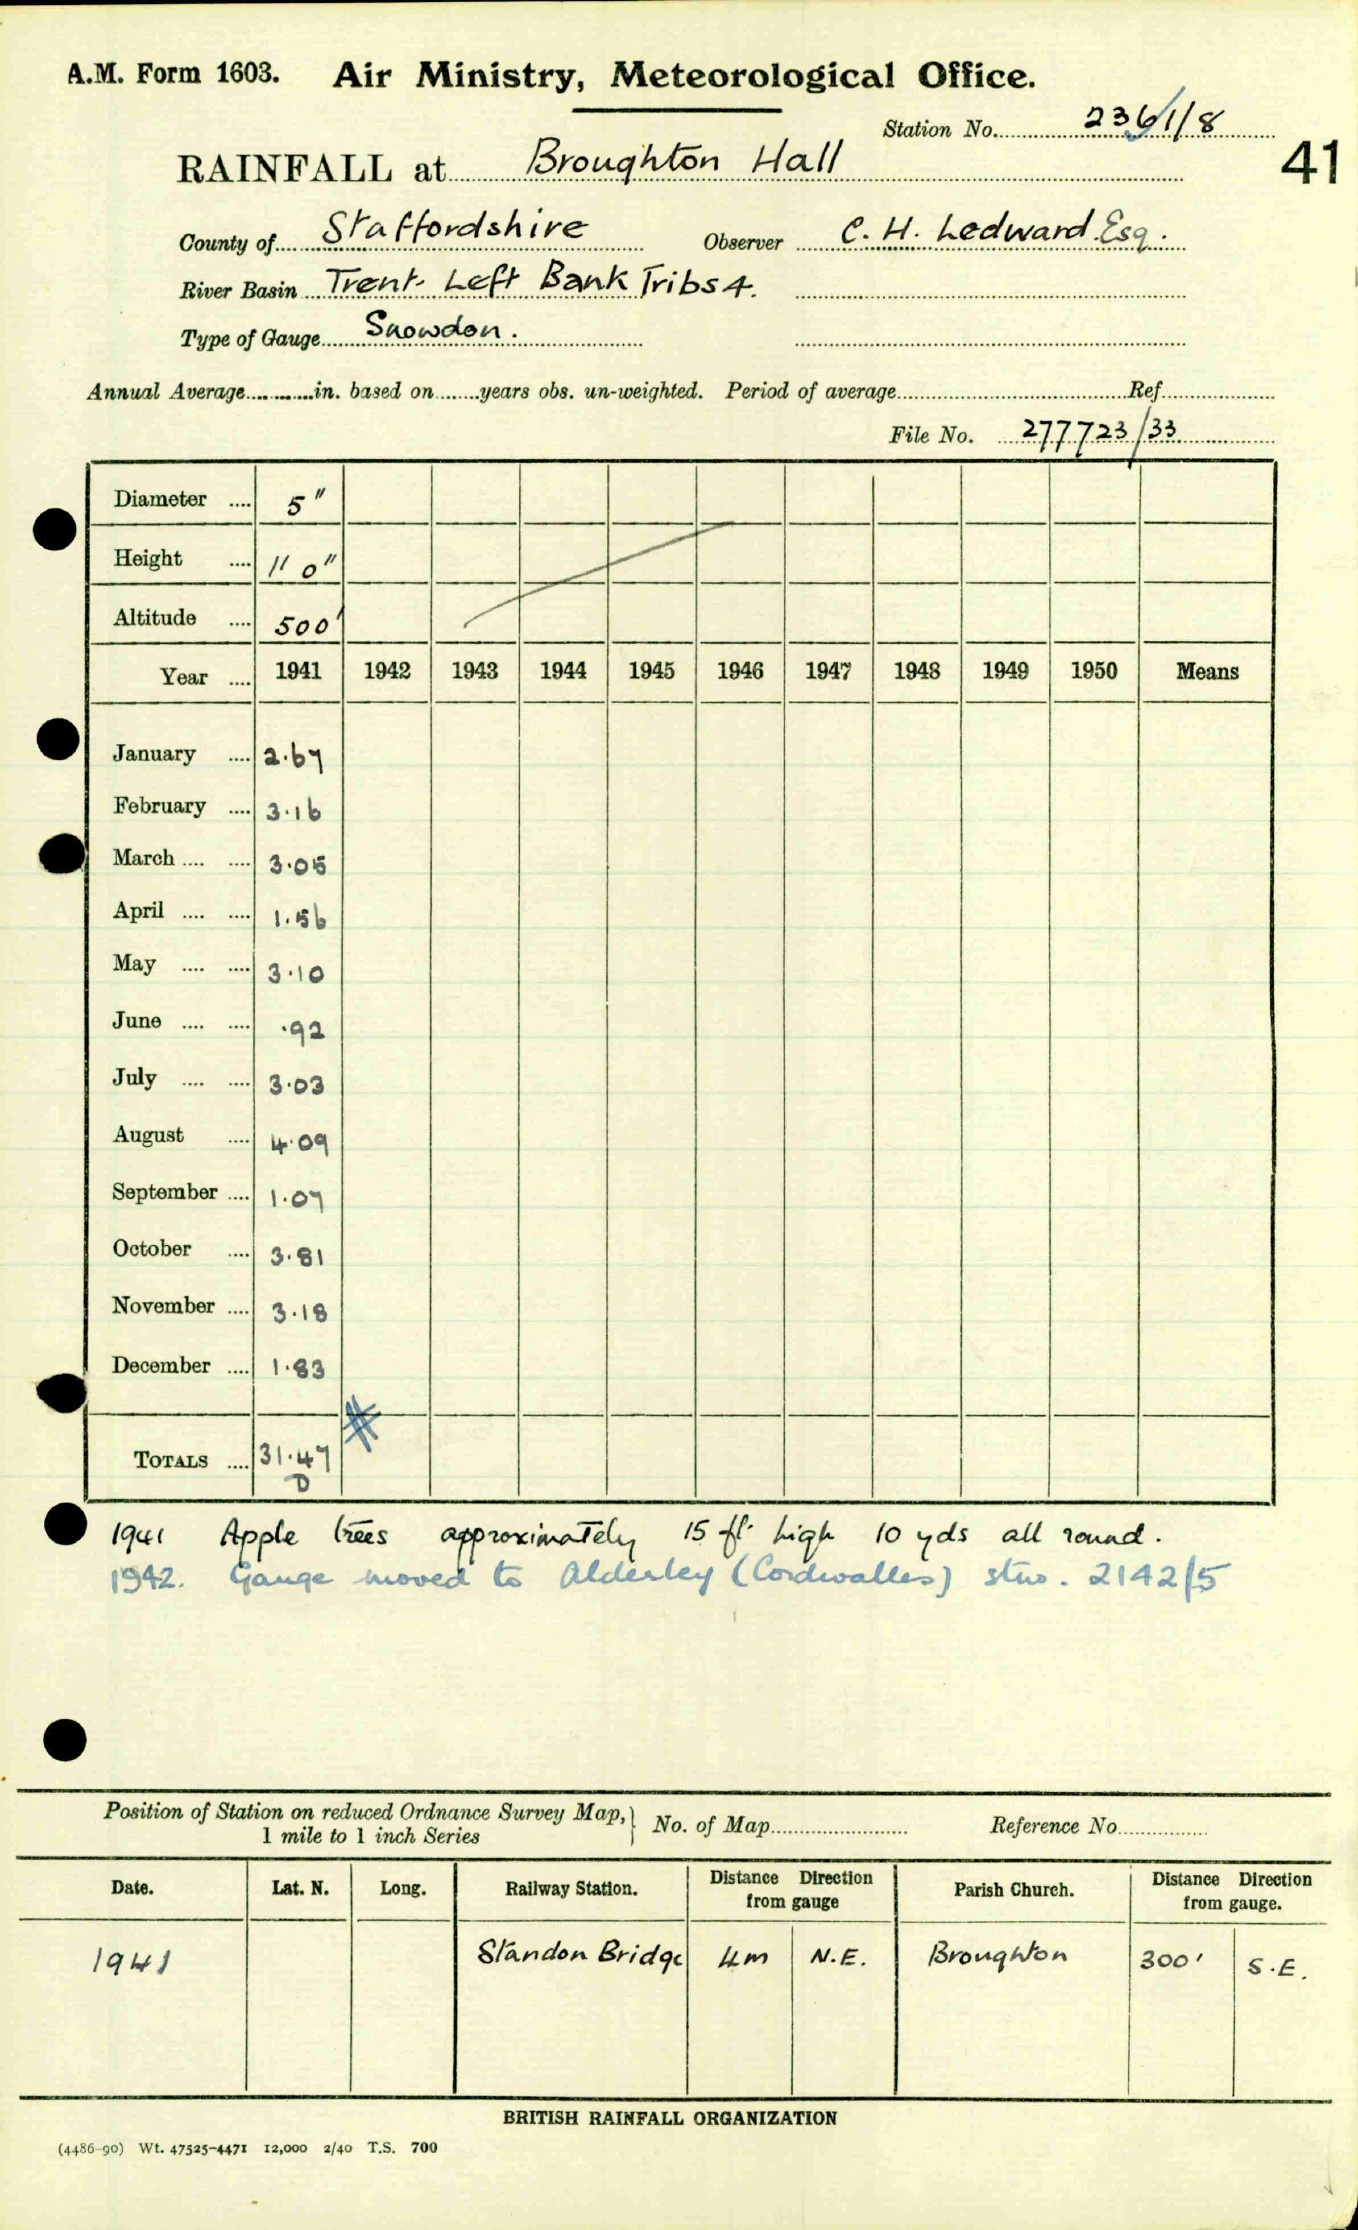 A.M. Form 1603. Air Ministry, Meteorological Office.
Station No. 2361/8
41
RAINFALL at Broughton Hall
County of Staffordshire Observer C. H. Ledward Esq.
River Basin Trent Left Bank Tribs 4.
Type of Gauge Snowdon.
Annual Average in. based on years obs. un-weighted. Period of average Ref
File No. 277723/33
Diameter 5"
Height 1' 0"
Altitude 500'
Year 1941 1942 1943 1944 1945 1946 1947 1948 1949 1950 Means
January 2.67
February 3.16
March 3.05
April 1.56
May 3.10
June .92
July 3.03
August 4.09
September 1.07
October 3.81
November 3.18
December 1.83
TOTALS 31.47
D
1941 Apple trees approximately 15 ft. high 10 yds all round.
1942. Gauge moved to Alderley (Cordwalles) stn. 2142/5
Position of Station on reduced Ordnance Survey Map, No. of Map Reference No
1 mile to 1 inch Series
Date. Lat. N. Long. Railway Station. Distance Direction from gauge Parish Church. Distance Direction from gauge.
1941 Standon Bridge 4m N.E. Broughton 300' S.E.
BRITISH RAINFALL ORGANIZATION
(4486-90) Wt. 47525-4471 12,000 2/40 T.S. 700